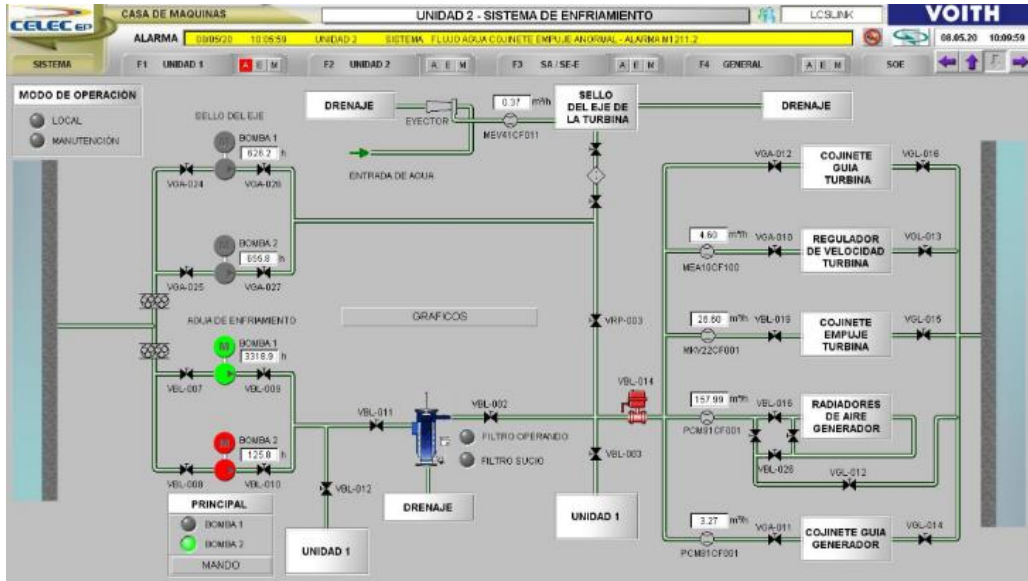 CELEC EP
CASA DE MAQUINAS
UNIDAD 2 - SISTEMA DE ENFRIAMIENTO
LCSLINK
VOITH
ALARMA
10:05:59
UNIDAD 2
SISTEMA FLUJO AGUA COJINETE EMPUJE ANORMAL - ALARMA M1211.2
08.05.20 10:09:59
SISTEMA
F1 UNIDAD 1
A E M
F2 UNIDAD 2
A E M
F3 SA / SE-E
A E M
F4 GENERAL
A E M
SOE
MODO DE OPERACIÓN
LOCAL
MANUTENCIÓN
SELLO DEL EJE
BOMBA 1
626.2 h
VGA-024
VGA-026
BOMBA 2
656.8 h
VGA-025
VGA-027
AGUA DE ENFRIAMIENTO
BOMBA 1
3318.9 h
VBL-007
VBL-009
BOMBA 2
125.8 h
VBL-008
VBL-010
PRINCIPAL
BOMBA 1
BOMBA 2
MANDO
DRENAJE
EYECTOR
0.37 m³/h
MEV41CF011
SELLO DEL EJE DE LA TURBINA
DRENAJE
ENTRADA DE AGUA
GRAFICOS
VRP-003
VBL-014
VBL-011
VBL-002
FILTRO OPERANDO
FILTRO SUCIO
VBL-012
DRENAJE
VBL-003
UNIDAD 1
UNIDAD 1
VGA-012
COJINETE GUIA TURBINA
VGL-016
4.60 m³/h
VGA-010
MEA10CF100
REGULADOR DE VELOCIDAD TURBINA
VGL-013
26.60 m³/h
VBL-019
MKV22CF001
COJINETE EMPUJE TURBINA
VGL-015
157.99 m³/h
VBL-016
PCM81CF001
RADIADORES DE AIRE GENERADOR
VBL-028
VGL-012
3.27 m³/h
VGA-011
PCM81CF061
COJINETE GUIA GENERADOR
VGL-014